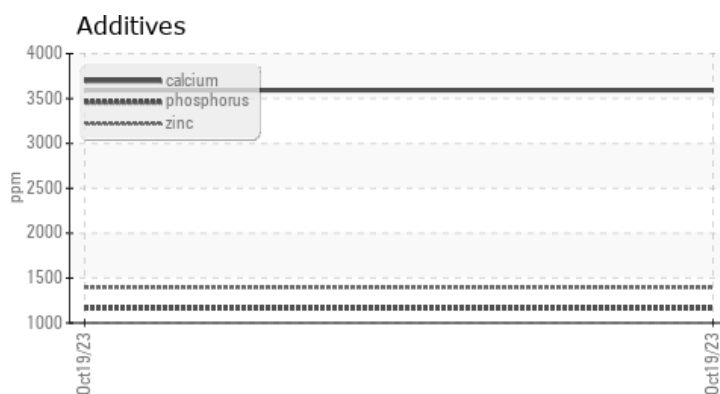 Additives
4000
3500
3000
2500
2000
1500
1000
ppm
calcium
phosphorus
zinc
Oct19/23
Oct19/23